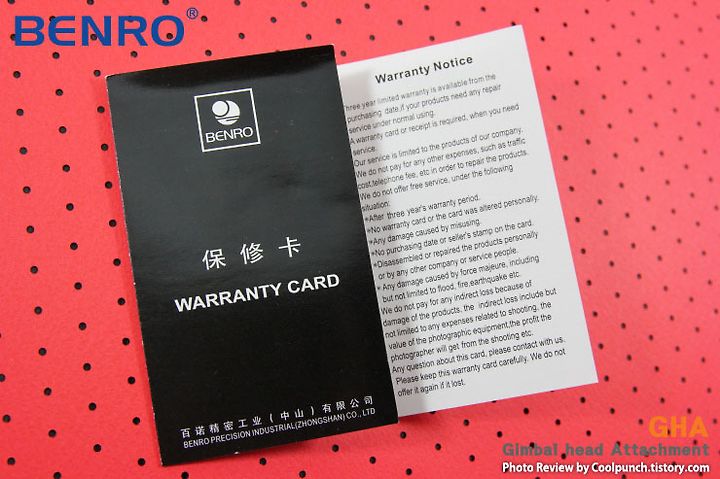 BENRO®
BENRO
保修卡
WARRANTY CARD
百诺精密工业(中山)有限公司
BENRO PRECISION INDUSTRIAL(ZHONGSHAN) CO., LTD
Warranty Notice
Three year limited warranty is available from the
purchasing date,if your products need any repair
service under normal using.
A warranty card or receipt is required, when you need
service.
Our service is limited to the products of our company.
We do not pay for any other expenses, such as traffic
cost,telephone fee, etc in order to repair the products.
We do not offer free service, under the following
situation:
*After three year's warranty period.
*No warranty card or the card was altered personally.
*Any damage caused by misusing.
*No purchasing date or seller's stamp on the card.
*Disassembled or repaired the products personally
or by any other company or service people.
* Any damage caused by force majeure, including
but not limited to flood, fire,earthquake etc.
We do not pay for any indirect loss because of
damage of the products, the indirect loss include but
not limited to any expenses related to shooting, the
value of the photographic equipment,the profit the
photographer will get from the shooting etc.
Any question about this card, please contact with us.
Please keep this warranty card carefully. We do not
offer it again if it lost.
GHA
Gimbal head Attachment
Photo Review by Coolpunch.tistory.com